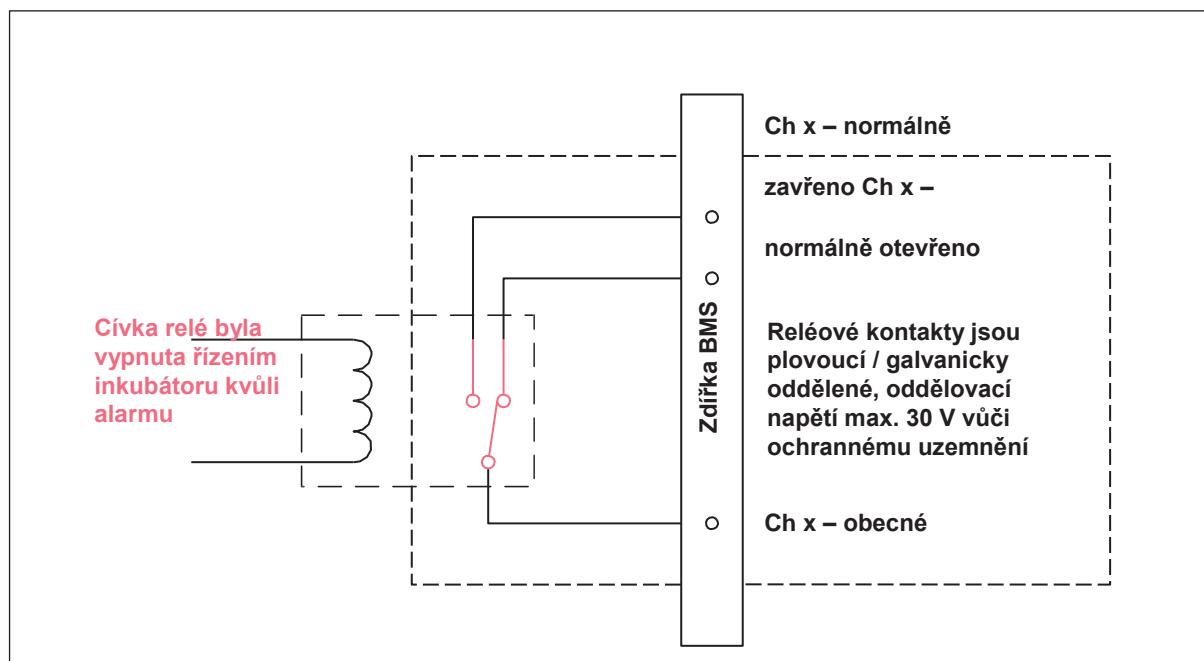 Ch x – normálně
zavřeno Ch x –
normálně otevřeno
Cívka relé byla
vypnuta řízením
inkubátoru kvůli
alarmu
Zdířka BMS
Reléové kontakty jsou
plovoucí / galvanicky
oddělené, oddělovací
napětí max. 30 V vůči
ochrannému uzemnění
Ch x – obecné